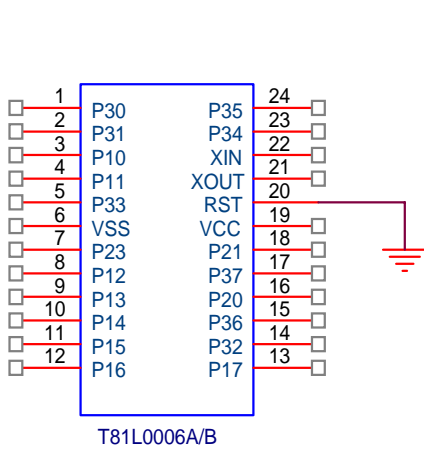 1 P30 P35 24
2 P31 P34 23
3 P10 XIN 22
4 P11 XOUT 21
5 P33 RST 20
6 VSS VCC 19
7 P23 P21 18
8 P12 P37 17
9 P13 P20 16
10 P14 P36 15
11 P15 P32 14
12 P16 P17 13
T81L0006A/B